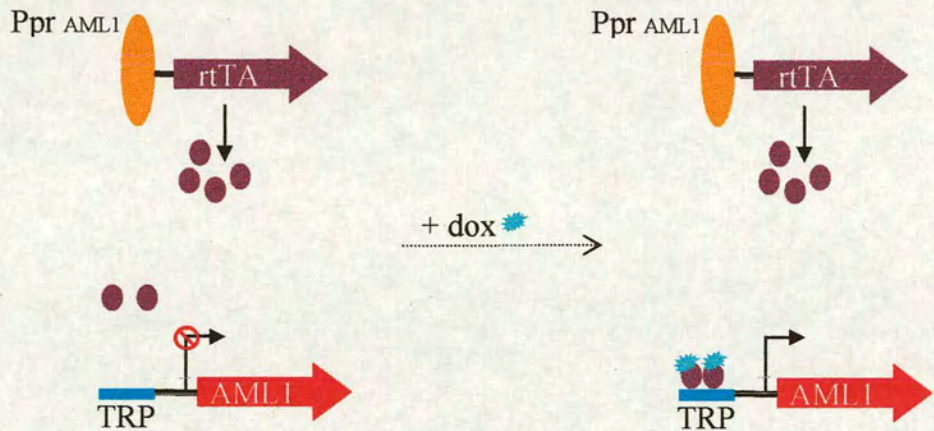 Ppr AML1
rtTA
AML1
TRP
+ dox
Ppr AML1
rtTA
AML1
TRP